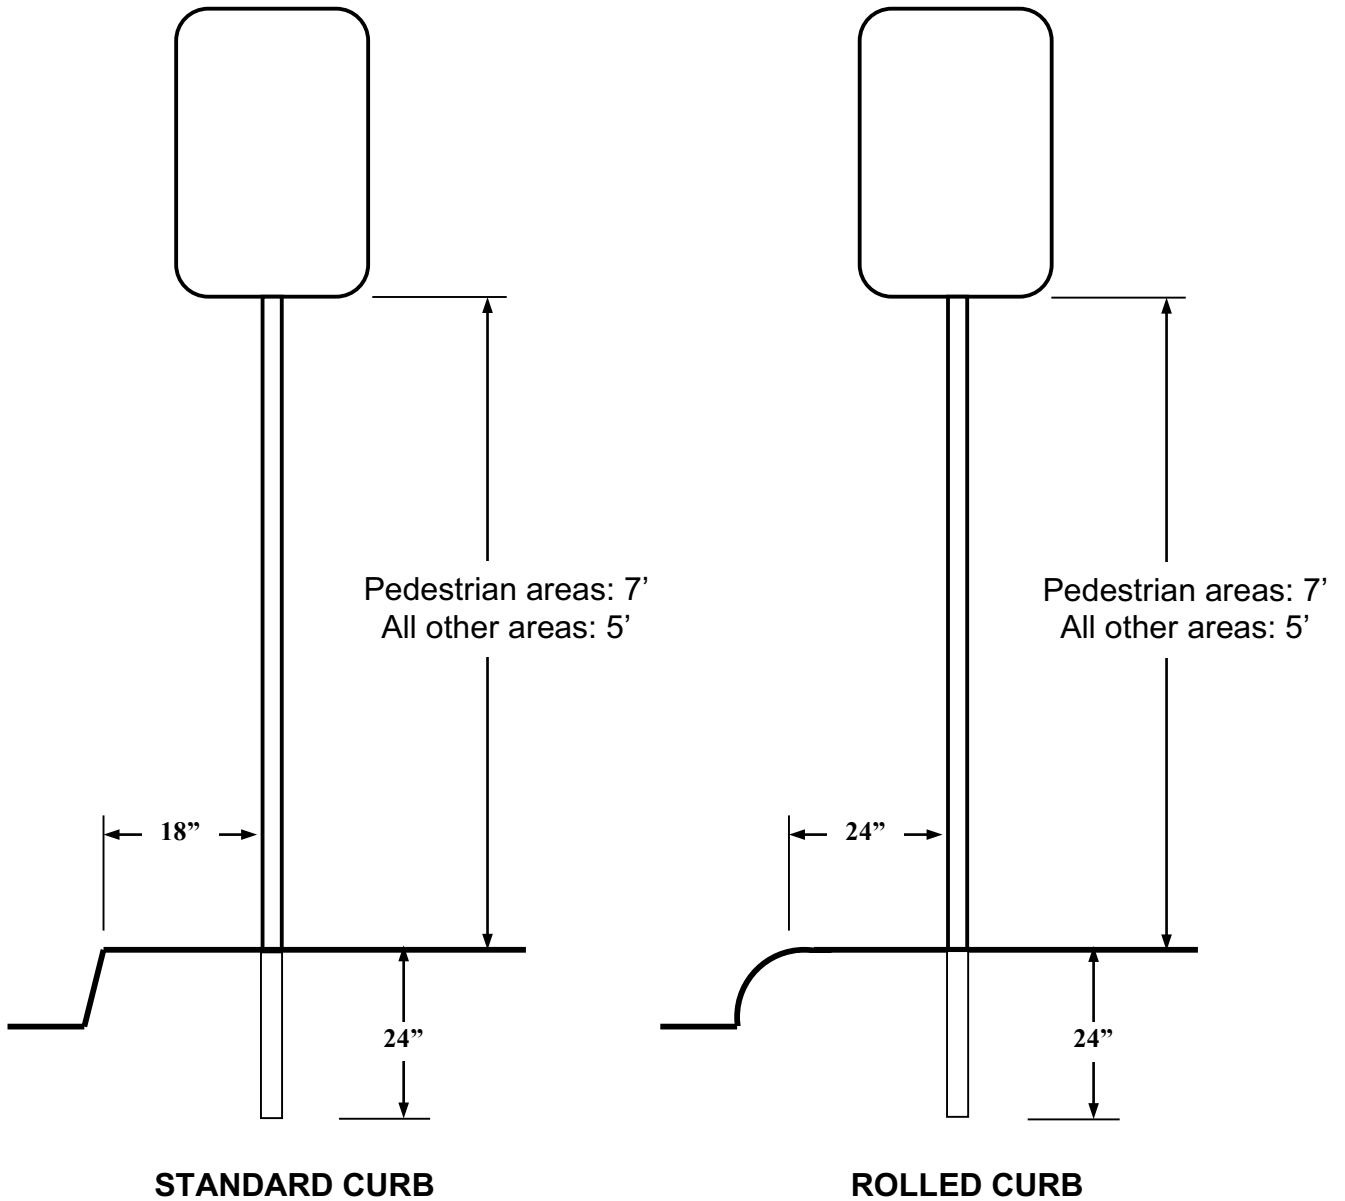 Pedestrian areas: 7’
All other areas: 5’
18”
24”
STANDARD CURB
Pedestrian areas: 7’
All other areas: 5’
24”
24”
ROLLED CURB